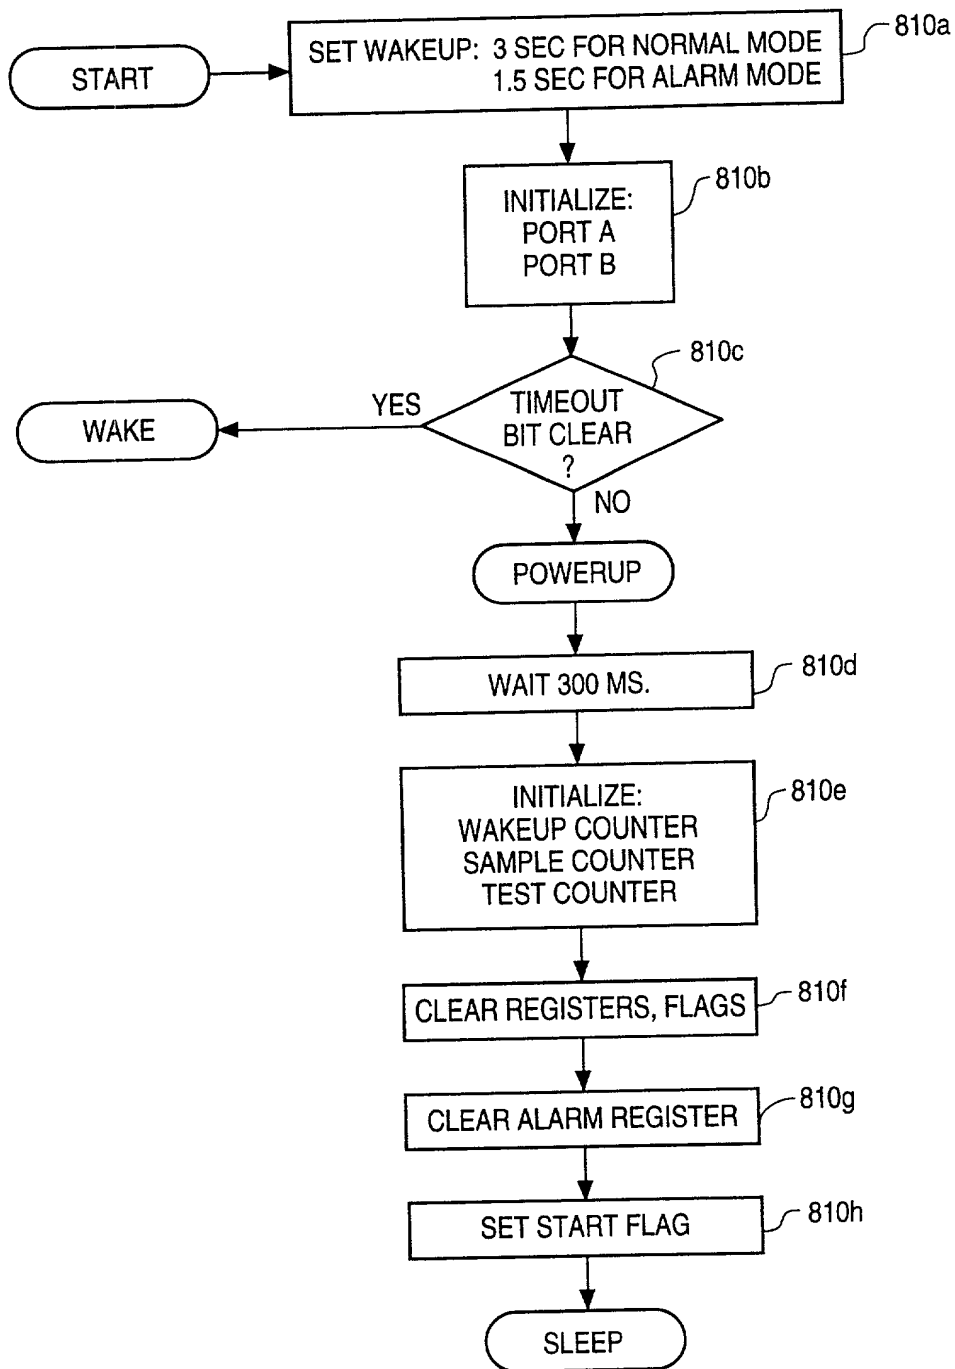 START
SET WAKEUP: 3 SEC FOR NORMAL MODE
1.5 SEC FOR ALARM MODE
810a
INITIALIZE:
PORT A
PORT B
810b
TIMEOUT
BIT CLEAR
?
810c
YES
WAKE
NO
POWERUP
WAIT 300 MS.
810d
INITIALIZE:
WAKEUP COUNTER
SAMPLE COUNTER
TEST COUNTER
810e
CLEAR REGISTERS, FLAGS
810f
CLEAR ALARM REGISTER
810g
SET START FLAG
810h
SLEEP